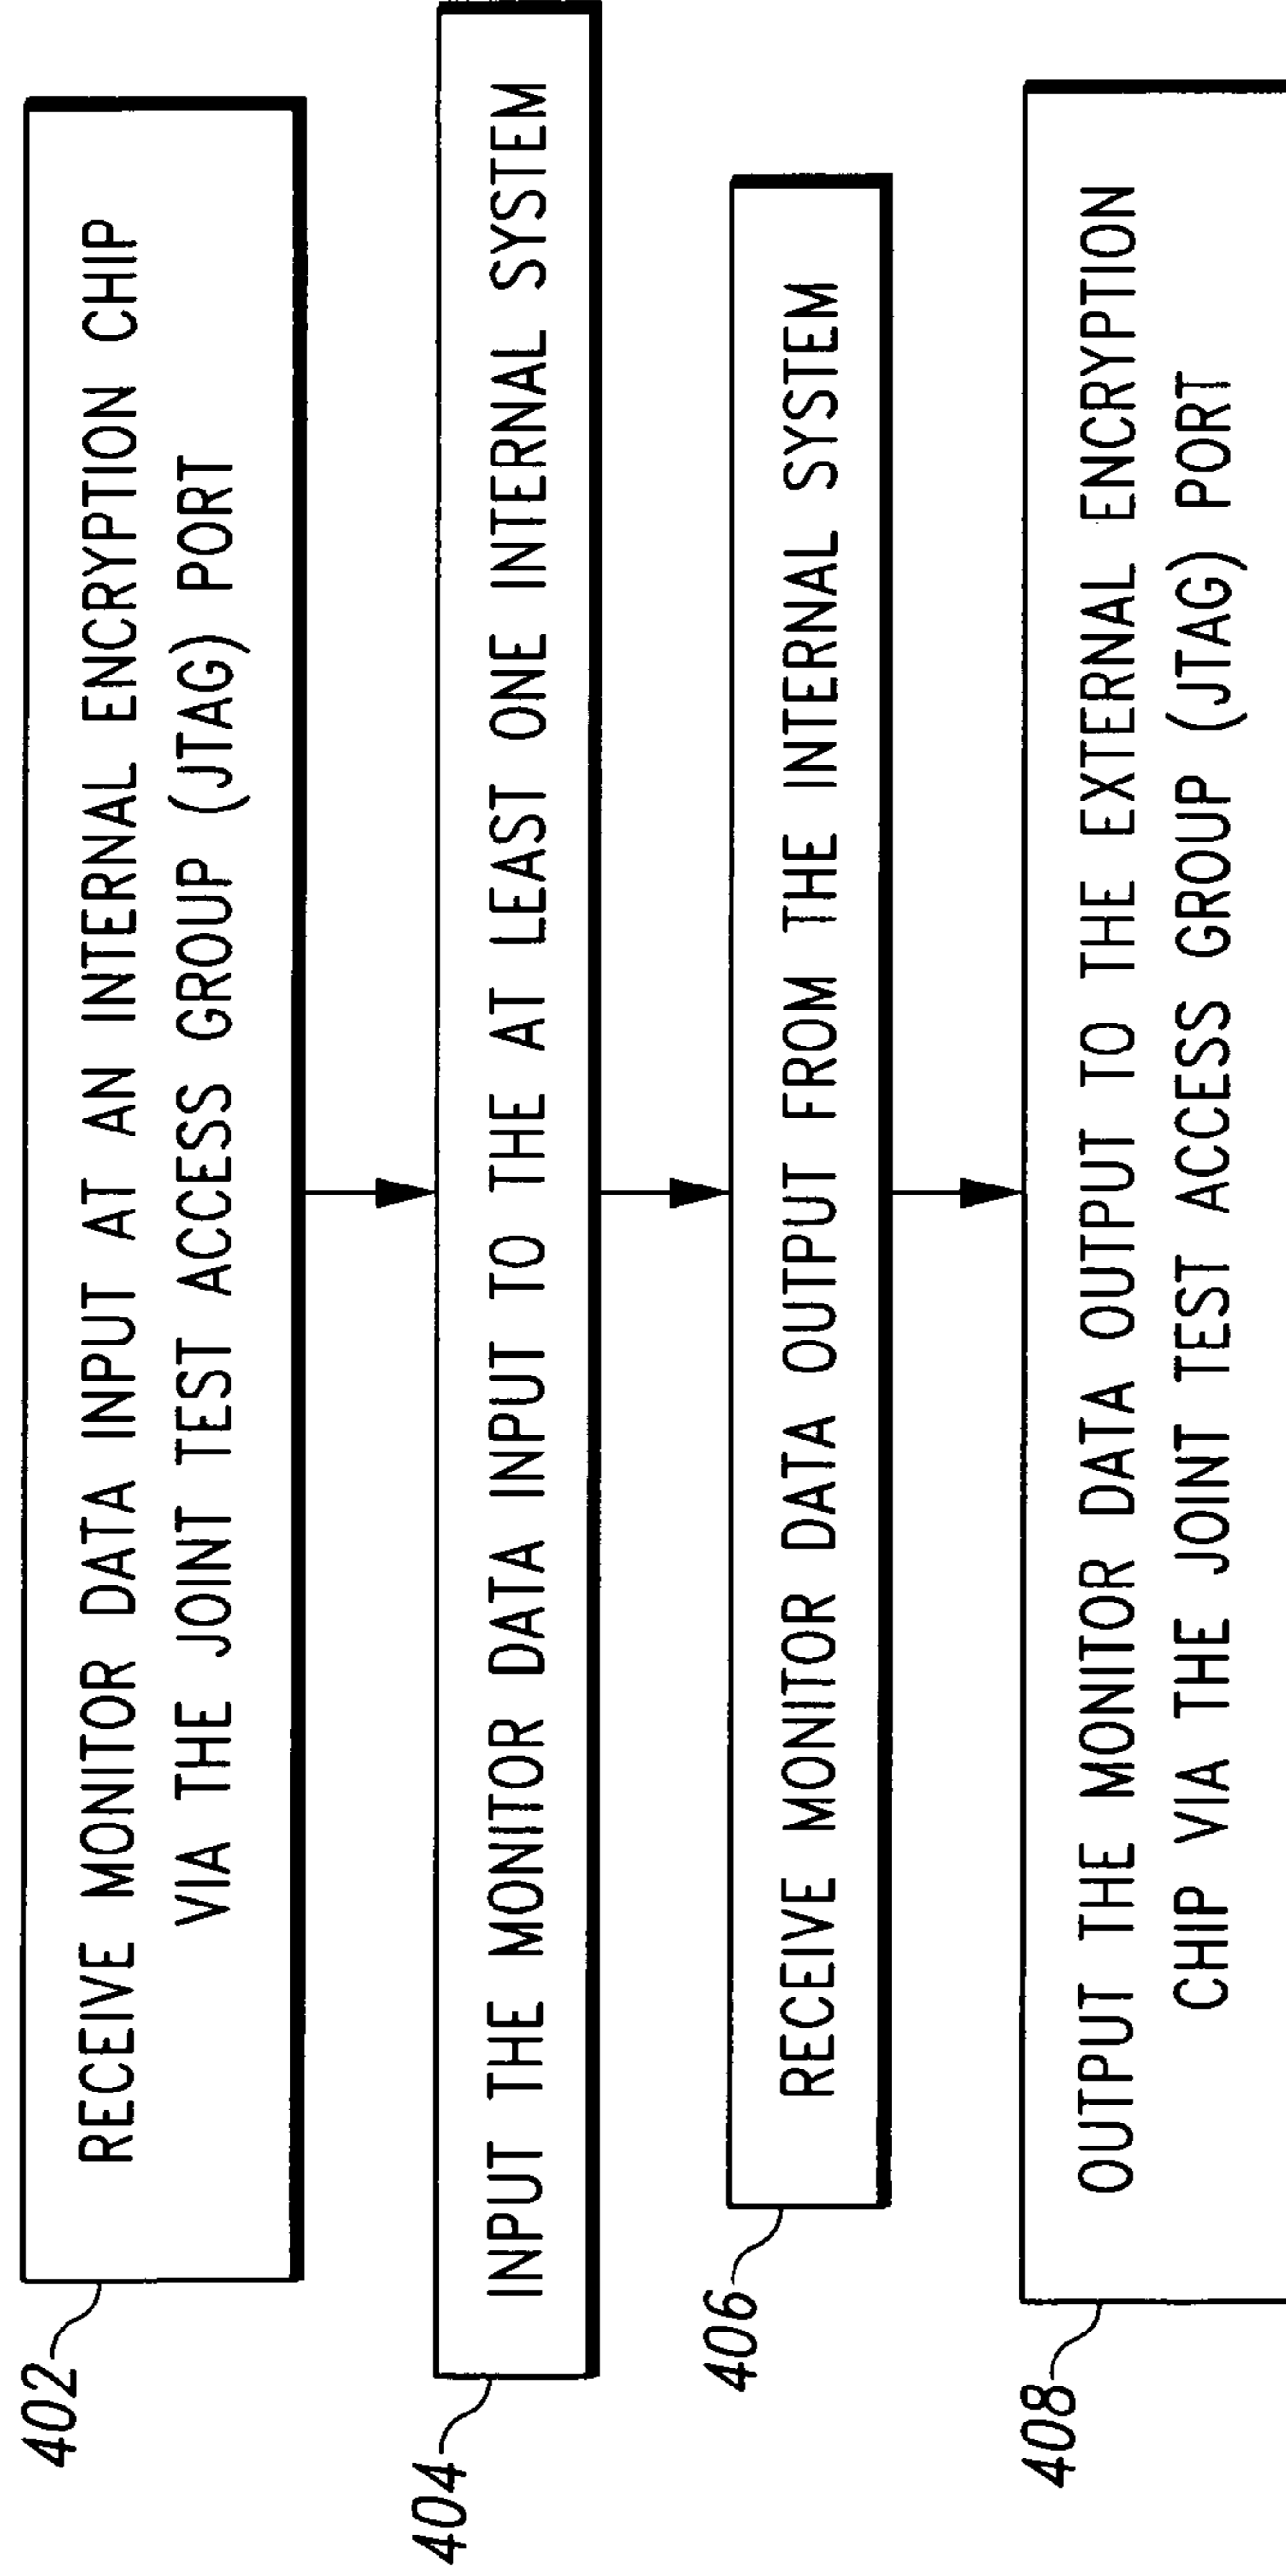 402
RECEIVE MONITOR DATA INPUT AT AN INTERNAL ENCRYPTION CHIP
VIA THE JOINT TEST ACCESS GROUP (JTAG) PORT
404
INPUT THE MONITOR DATA INPUT TO THE AT LEAST ONE INTERNAL SYSTEM
406
RECEIVE MONITOR DATA OUTPUT FROM THE INTERNAL SYSTEM
408
OUTPUT THE MONITOR DATA OUTPUT TO THE EXTERNAL ENCRYPTION
CHIP VIA THE JOINT TEST ACCESS GROUP (JTAG) PORT